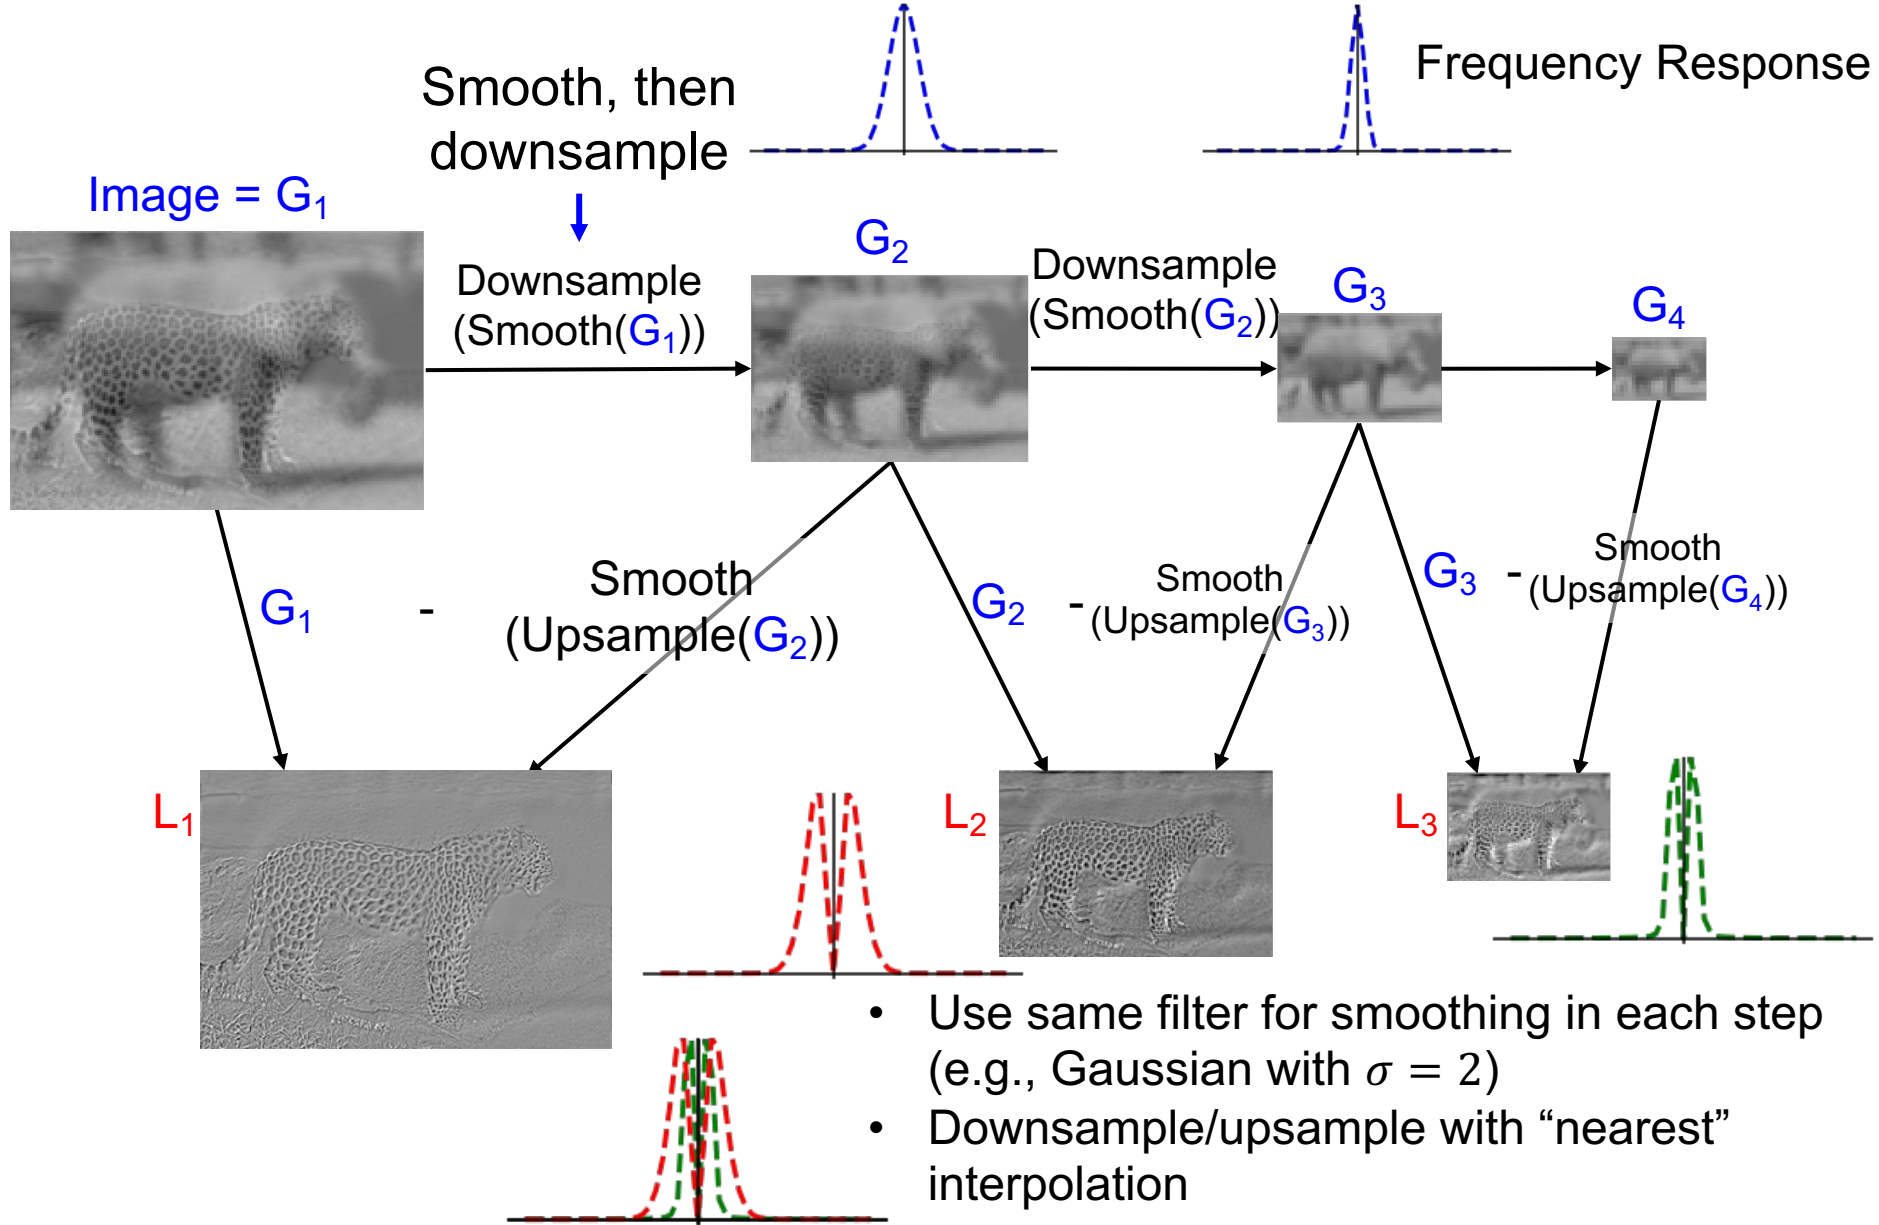 Frequency Response
Smooth, then
downsample
Image = G₁
G₂
Downsample
(Smooth(G₁))
Downsample
(Smooth(G₂))
G₃
G₄
G₁
-
Smooth
(Upsample(G₂))
G₂
-
Smooth
(Upsample(G₃))
G₃
-
Smooth
(Upsample(G₄))
L₁
L₂
L₃
• Use same filter for smoothing in each step
(e.g., Gaussian with 𝜎 = 2)
• Downsample/upsample with “nearest”
interpolation